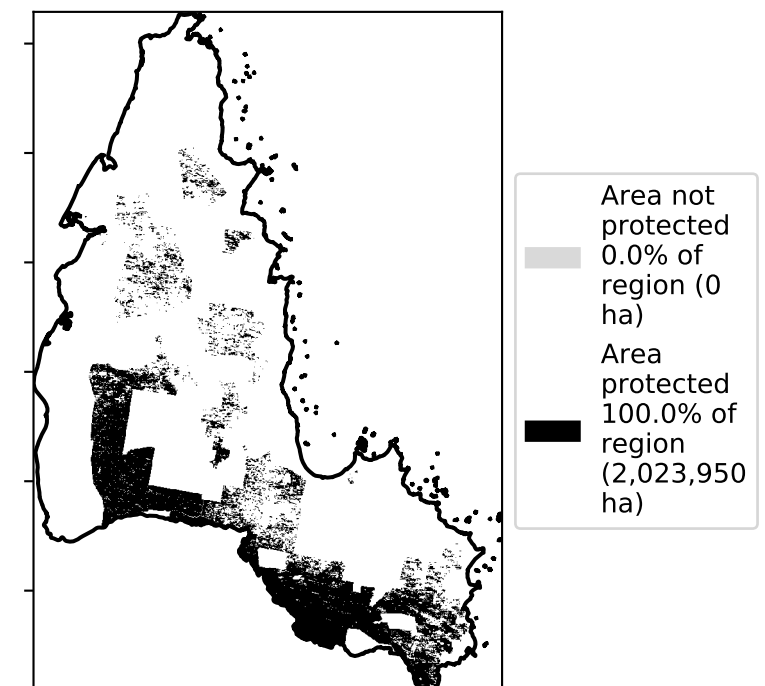 Area not
protected
0.0% of
region (0
ha)
Area
protected
100.0% of
region
(2,023,950
ha)